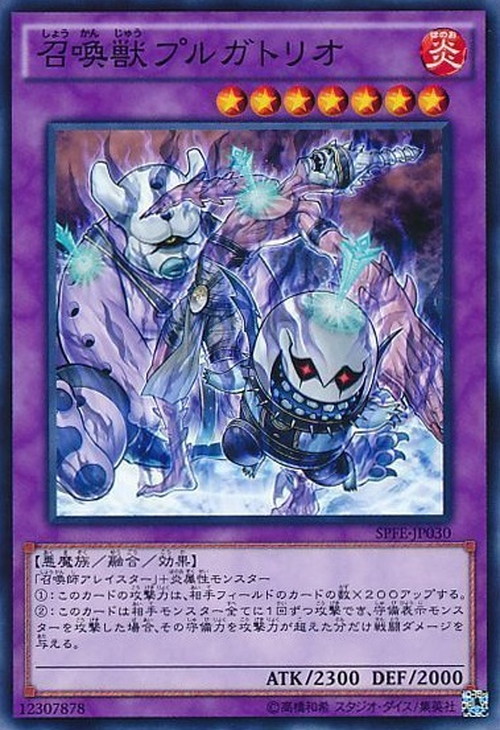 しょう かん じゅう
召喚獣プルガトリオ
ほのお
炎
SPFE-JP030
【悪魔族／融合／効果】
「召喚師アレイスター」＋炎属性モンスター
①：このカードの攻撃力は、相手フィールドのカードの数×２００アップする。
②：このカードは相手モンスター全てに１回ずつ攻撃でき、守備表示モンス
ターを攻撃した場合、その守備力を攻撃力が超えた分だけ戦闘ダメージを
与える。
ATK/2300 DEF/2000
12307878
©高橋和希 スタジオ・ダイス/集英社